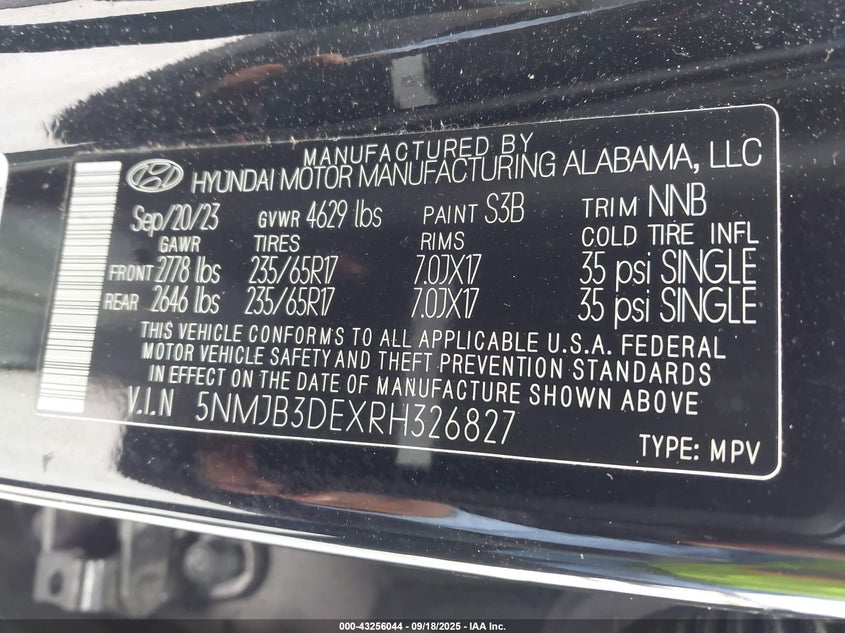 MANUFACTURED BY
HYUNDAI MOTOR MANUFACTURING ALABAMA, LLC
Sep/20/23 GVWR 4629 lbs PAINT S3B TRIM NNB
GAWR TIRES RIMS COLD TIRE INFL
FRONT 2778 lbs 235/65R17 7.0JX17 35 psi SINGLE
REAR 2646 lbs 235/65R17 7.0JX17 35 psi SINGLE
THIS VEHICLE CONFORMS TO ALL APPLICABLE U.S.A. FEDERAL
MOTOR VEHICLE SAFETY AND THEFT PREVENTION STANDARDS
IN EFFECT ON THE DATE OF MANUFACTURE SHOWN ABOVE
V.I.N 5NMJB3DEXRH326827
TYPE: MPV
000-43256044 - 09/18/2025 - IAA Inc.